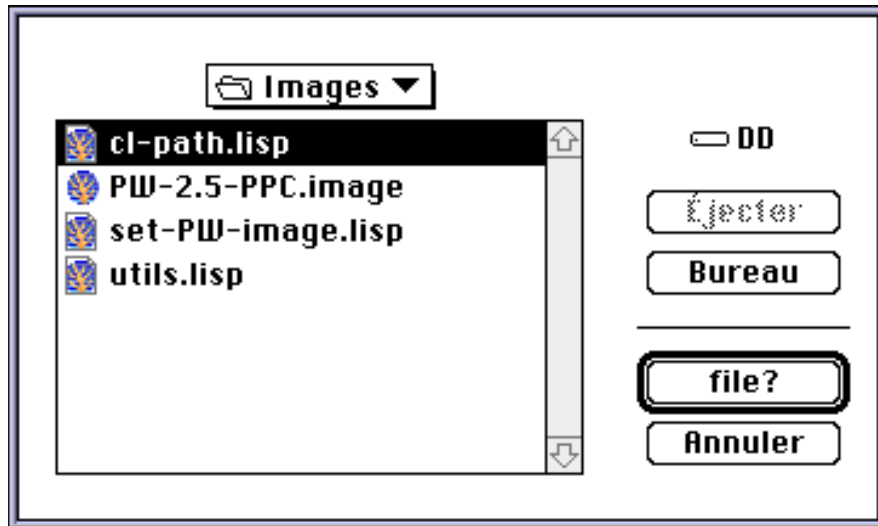 Images
cl-path.lisp
PW-2.5-PPC.image
set-PW-image.lisp
utils.lisp
DD
Éjecter
Bureau
file?
Annuler